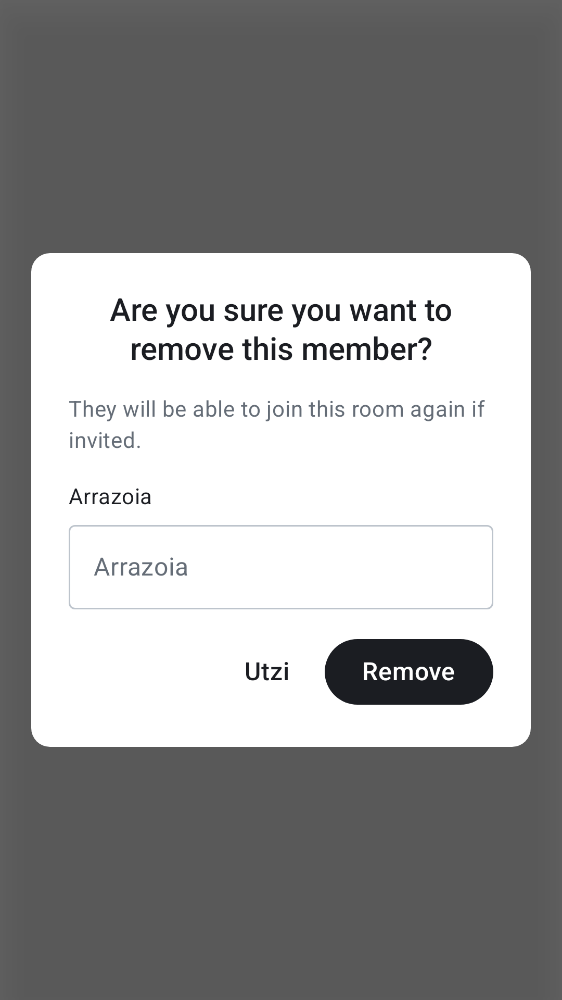 Are you sure you want to
remove this member?
They will be able to join this room again if
invited.
Arrazoia
Arrazoia
Utzi
Remove